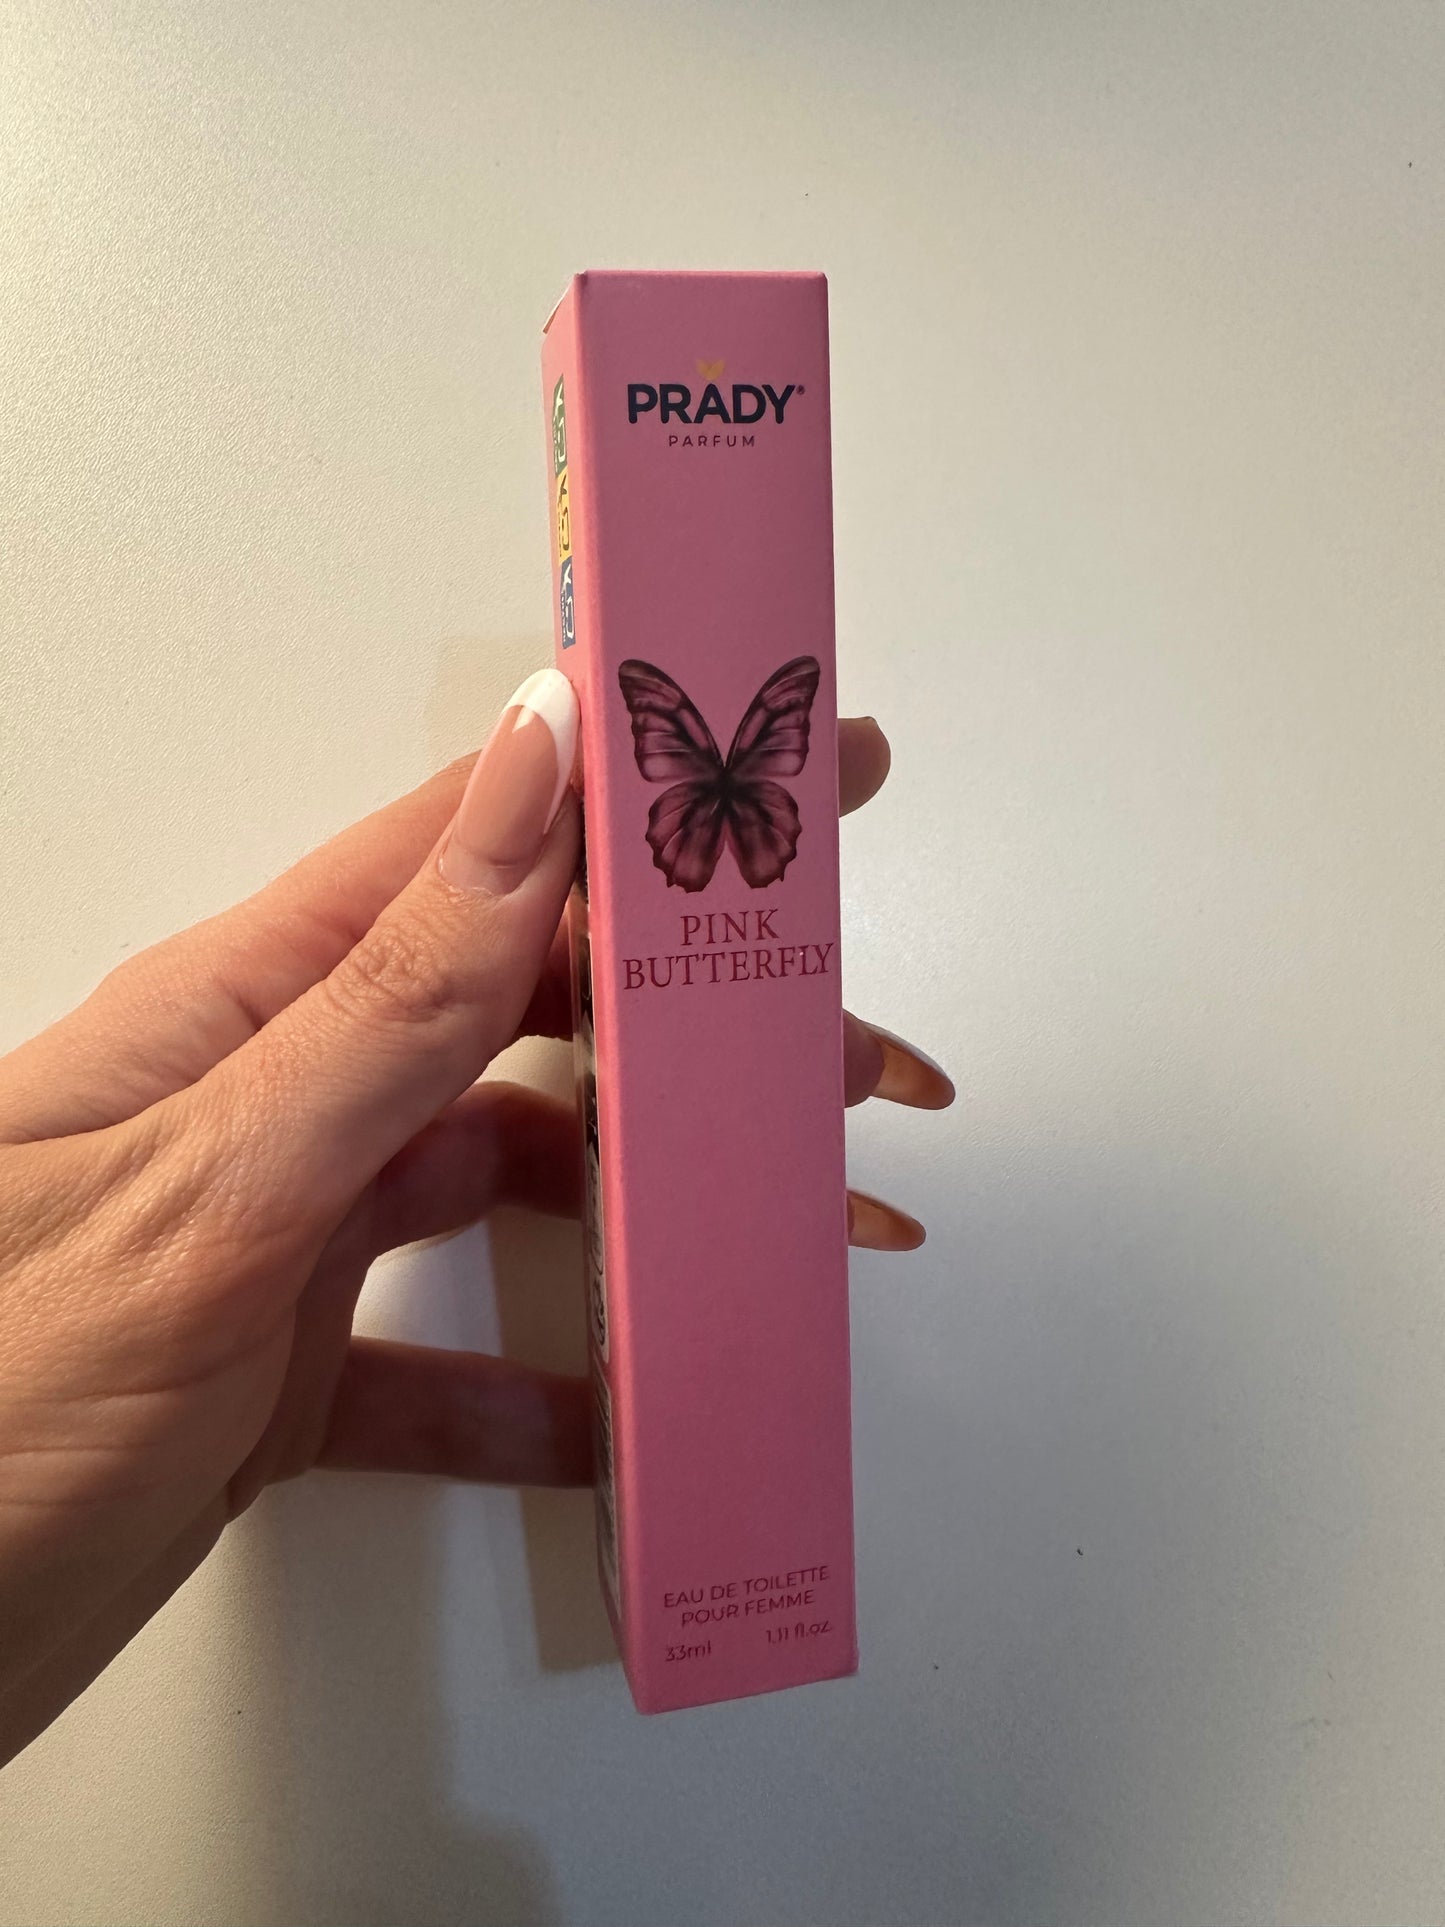 PRADY®
PARFUM
PINK
BUTTERFLY
EAU DE TOILETTE
POUR FEMME
33ml 1.11 fl.oz.